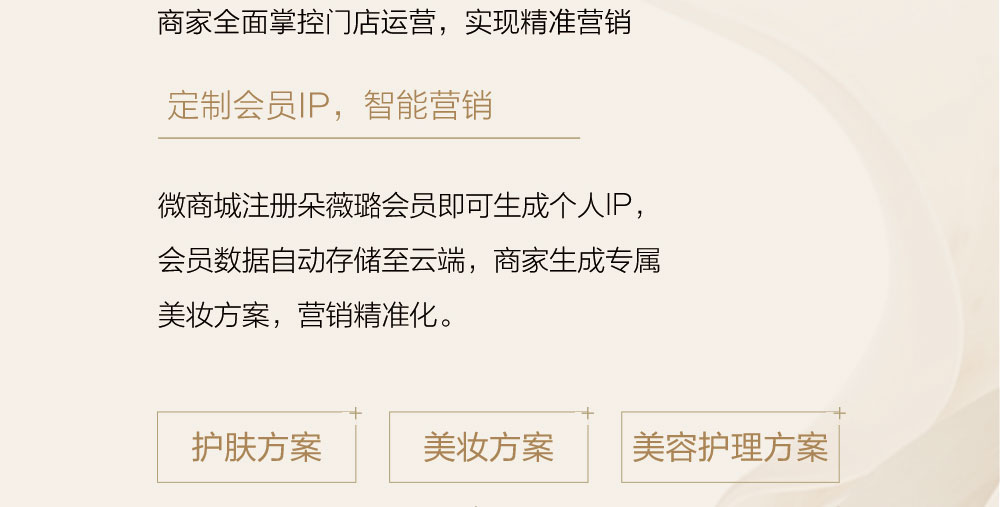 商家全面掌控门店运营，实现精准营销
定制会员IP，智能营销
微商城注册朵薇璐会员即可生成个人IP，
会员数据自动存储至云端，商家生成专属
美妆方案，营销精准化。
护肤方案
美妆方案
美容护理方案